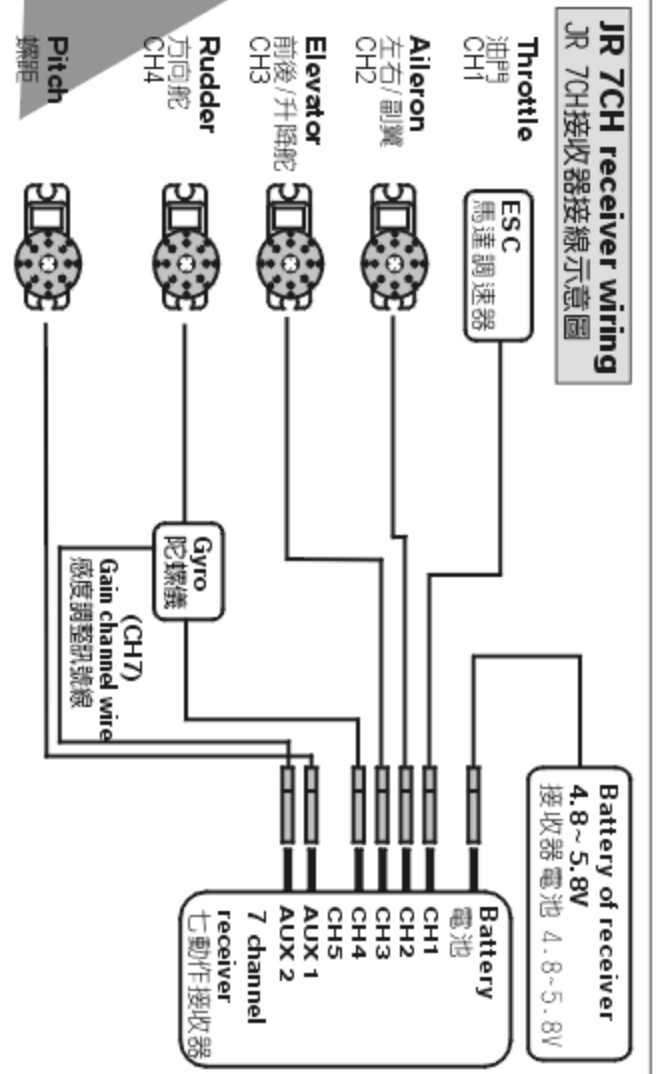 JR 7CH receiver wiring
JR 7CH接收器接線示意圖
Throttle
油門
CH1
Aileron
左右/副翼
CH2
Elevator
前後/升降舵
CH3
Rudder
方向舵
CH4
Pitch
螺距
ESC
馬達調速器
Gyro
陀螺儀
(CH7)
Gain channel wire
感度調整訊號線
Battery of receiver
4.8~5.8V
接收器電池 4.8~5.8V
Battery
電池
CH1
CH2
CH3
CH4
CH5
AUX1
AUX2
7 channel
receiver
七動作接收器